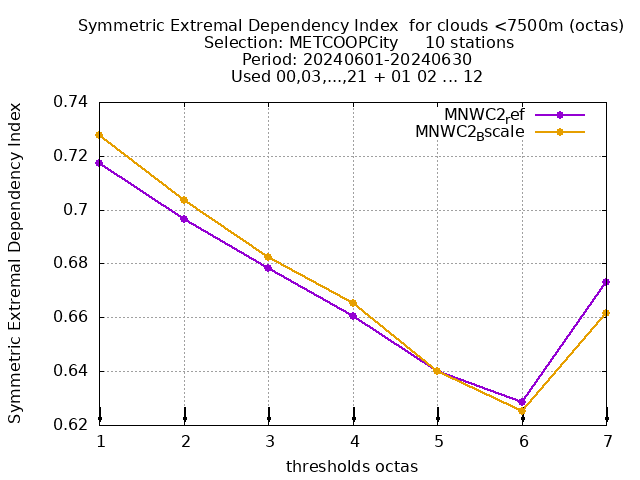 Symmetric Extremal Dependency Index  for clouds <7500m (octas)
Selection: METCOOPCity     10 stations
Period: 20240601-20240630
Used 00,03,...,21 + 01 02 ... 12
Symmetric Extremal Dependency Index
0.74
0.72
0.7
0.68
0.66
0.64
0.62
MNWC2ref
MNWC2Bscale
1 2 3 4 5 6 7
thresholds octas